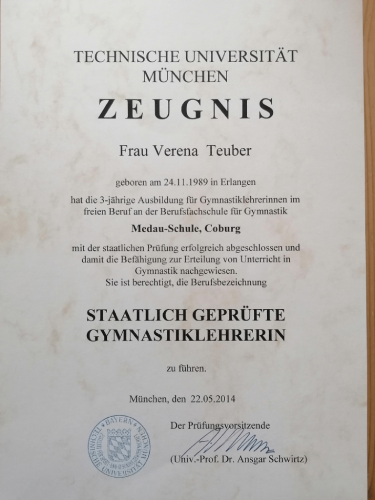 TECHNISCHE UNIVERSITÄT
MÜNCHEN
ZEUGNIS
Frau Verena Teuber
geboren am 24.11.1989 in Erlangen
hat die 3-jährige Ausbildung für Gymnastiklehrerinnen im
freien Beruf an der Berufsfachschule für Gymnastik
Medau-Schule, Coburg
mit der staatlichen Prüfung erfolgreich abgeschlossen und
damit die Befähigung zur Erteilung von Unterricht in
Gymnastik nachgewiesen.
Sie ist berechtigt, die Berufsbezeichnung
STAATLICH GEPRÜFTE
GYMNASTIKLEHRERIN
zu führen.
München, den 22.05.2014
Der Prüfungsvorsitzende
(Univ.-Prof. Dr. Ansgar Schwirtz)
BAYERN